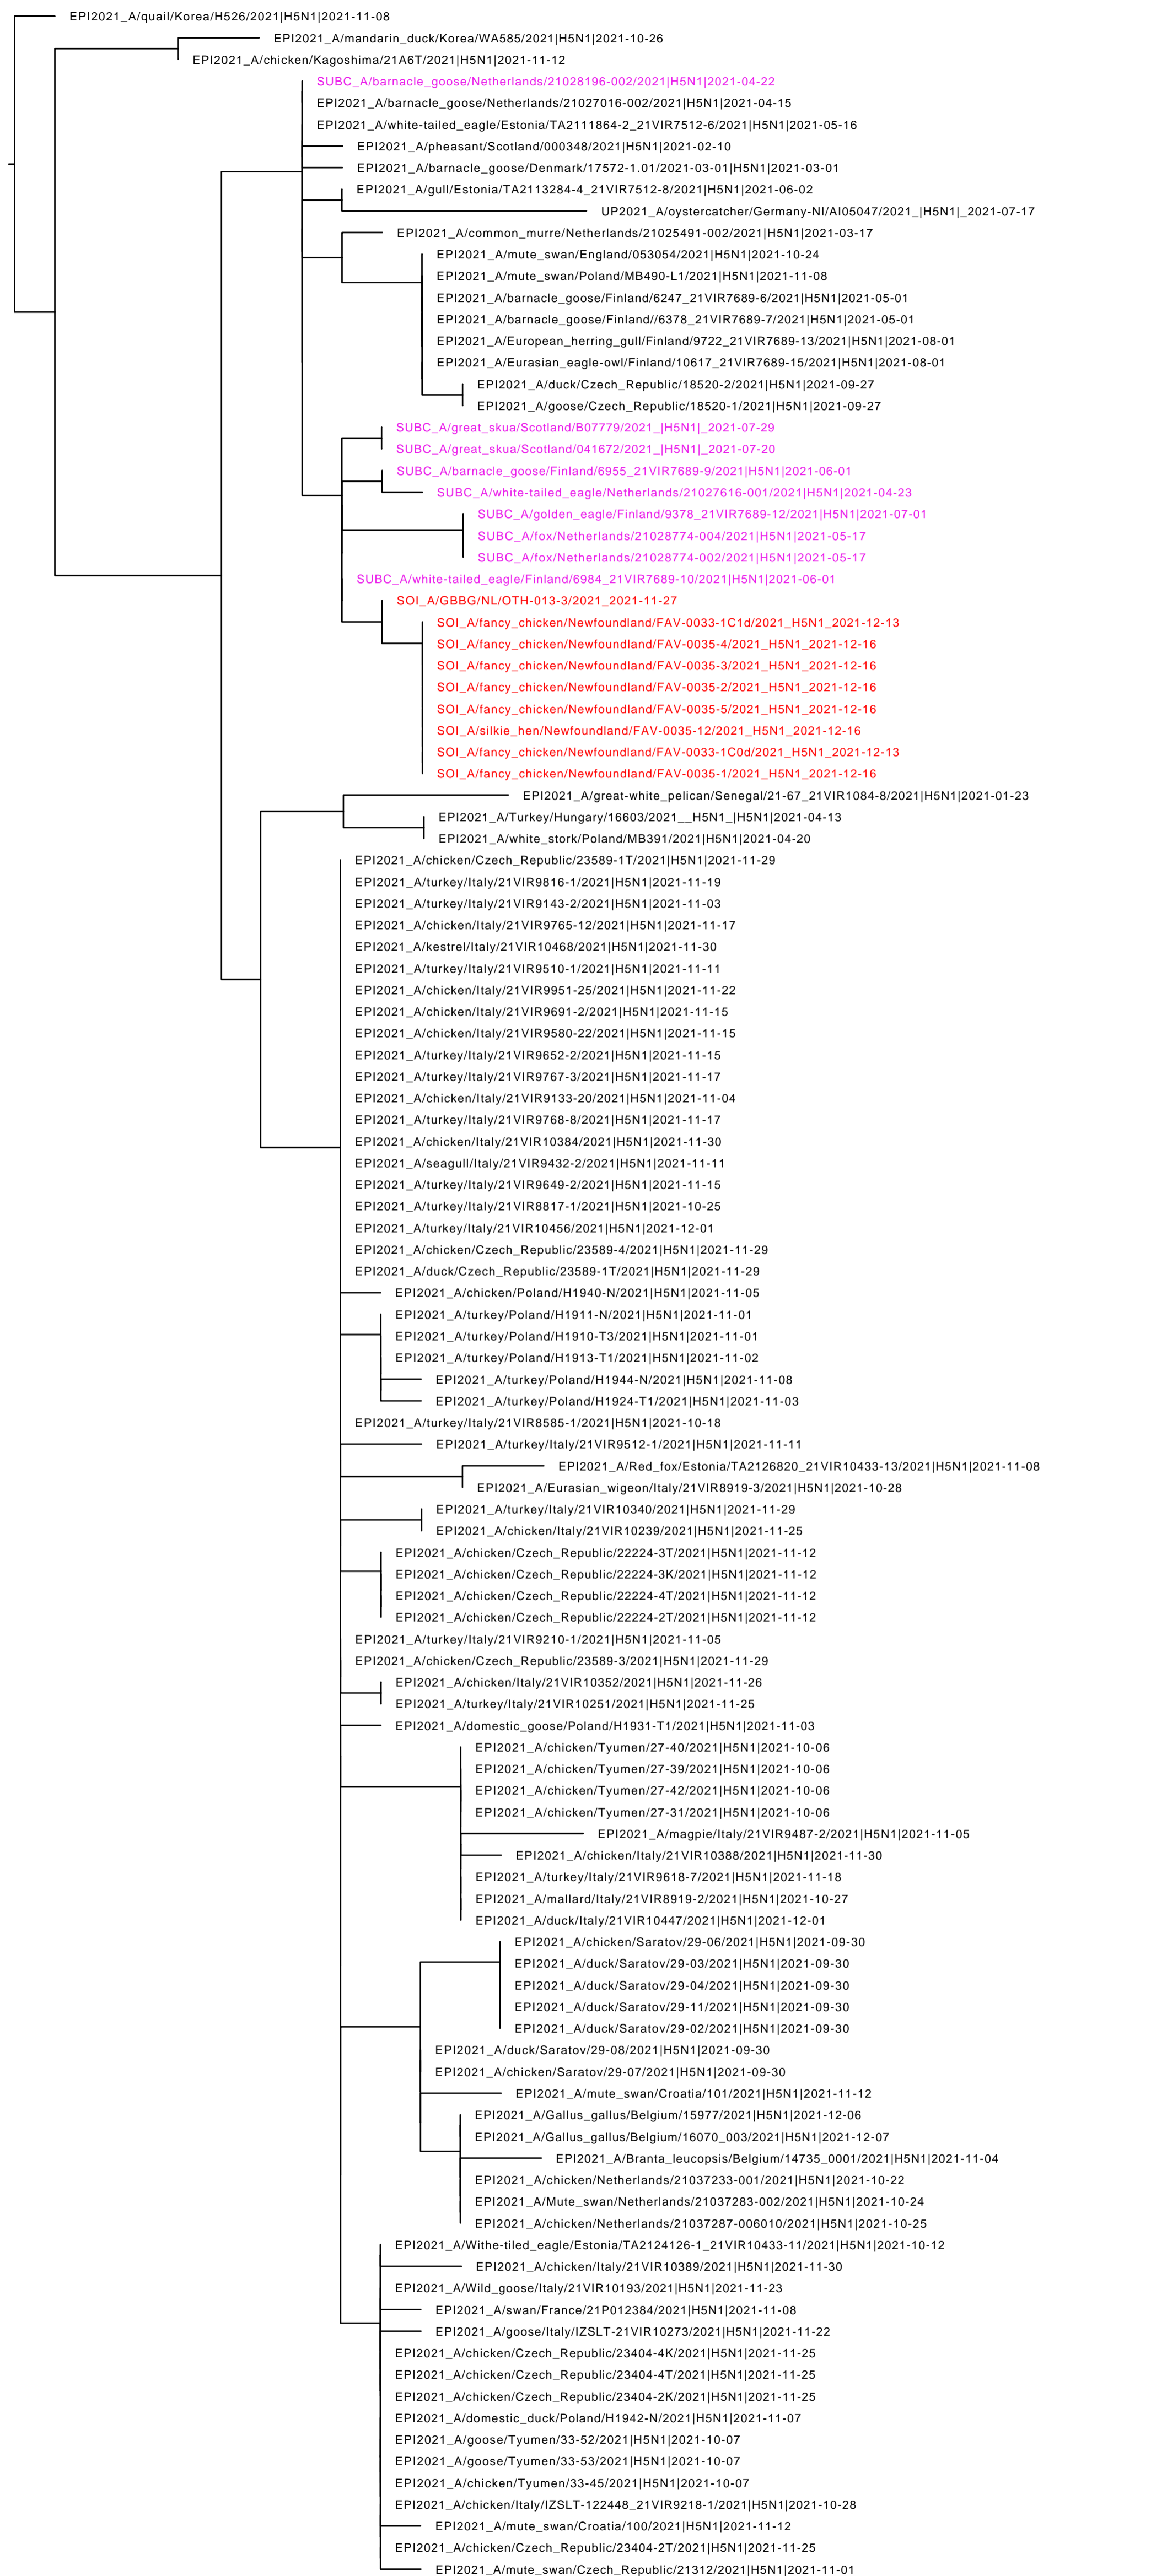 EPI2021_A/quail/Korea/H526/2021|H5N1|2021-11-08
EPI2021_A/mandarin_duck/Korea/WA585/2021|H5N1|2021-10-26
EPI2021_A/chicken/Kagoshima/21A6T/2021|H5N1|2021-11-12
SUBC_A/barnacle_goose/Netherlands/21028196-002/2021|H5N1|2021-04-22
EPI2021_A/barnacle_goose/Netherlands/21027016-002/2021|H5N1|2021-04-15
EPI2021_A/white-tailed_eagle/Estonia/TA2111864-2_21VIR7512-6/2021|H5N1|2021-05-16
EPI2021_A/pheasant/Scotland/000348/2021|H5N1|2021-02-10
EPI2021_A/barnacle_goose/Denmark/17572-1.01/2021-03-01|H5N1|2021-03-01
EPI2021_A/gull/Estonia/TA2113284-4_21VIR7512-8/2021|H5N1|2021-06-02
UP2021_A/oystercatcher/Germany-NI/AI05047/2021_|H5N1|_2021-07-17
EPI2021_A/common_murre/Netherlands/21025491-002/2021|H5N1|2021-03-17
EPI2021_A/mute_swan/England/053054/2021|H5N1|2021-10-24
EPI2021_A/mute_swan/Poland/MB490-L1/2021|H5N1|2021-11-08
EPI2021_A/barnacle_goose/Finland/6247_21VIR7689-6/2021|H5N1|2021-05-01
EPI2021_A/barnacle_goose/Finland//6378_21VIR7689-7/2021|H5N1|2021-05-01
EPI2021_A/European_herring_gull/Finland/9722_21VIR7689-13/2021|H5N1|2021-08-01
EPI2021_A/Eurasian_eagle-owl/Finland/10617_21VIR7689-15/2021|H5N1|2021-08-01
EPI2021_A/duck/Czech_Republic/18520-2/2021|H5N1|2021-09-27
EPI2021_A/goose/Czech_Republic/18520-1/2021|H5N1|2021-09-27
SUBC_A/great_skua/Scotland/B07779/2021_|H5N1|_2021-07-29
SUBC_A/great_skua/Scotland/041672/2021_|H5N1|_2021-07-20
SUBC_A/barnacle_goose/Finland/6955_21VIR7689-9/2021|H5N1|2021-06-01
SUBC_A/white-tailed_eagle/Netherlands/21027616-001/2021|H5N1|2021-04-23
SUBC_A/golden_eagle/Finland/9378_21VIR7689-12/2021|H5N1|2021-07-01
SUBC_A/fox/Netherlands/21028774-004/2021|H5N1|2021-05-17
SUBC_A/fox/Netherlands/21028774-002/2021|H5N1|2021-05-17
SUBC_A/white-tailed_eagle/Finland/6984_21VIR7689-10/2021|H5N1|2021-06-01
SOI_A/GBBG/NL/OTH-013-3/2021_2021-11-27
SOI_A/fancy_chicken/Newfoundland/FAV-0033-1C1d/2021_H5N1_2021-12-13
SOI_A/fancy_chicken/Newfoundland/FAV-0035-4/2021_H5N1_2021-12-16
SOI_A/fancy_chicken/Newfoundland/FAV-0035-3/2021_H5N1_2021-12-16
SOI_A/fancy_chicken/Newfoundland/FAV-0035-2/2021_H5N1_2021-12-16
SOI_A/fancy_chicken/Newfoundland/FAV-0035-5/2021_H5N1_2021-12-16
SOI_A/silkie_hen/Newfoundland/FAV-0035-12/2021_H5N1_2021-12-16
SOI_A/fancy_chicken/Newfoundland/FAV-0033-1C0d/2021_H5N1_2021-12-13
SOI_A/fancy_chicken/Newfoundland/FAV-0035-1/2021_H5N1_2021-12-16
EPI2021_A/great-white_pelican/Senegal/21-67_21VIR1084-8/2021|H5N1|2021-01-23
EPI2021_A/Turkey/Hungary/16603/2021__H5N1_|H5N1|2021-04-13
EPI2021_A/white_stork/Poland/MB391/2021|H5N1|2021-04-20
EPI2021_A/chicken/Czech_Republic/23589-1T/2021|H5N1|2021-11-29
EPI2021_A/turkey/Italy/21VIR9816-1/2021|H5N1|2021-11-19
EPI2021_A/turkey/Italy/21VIR9143-2/2021|H5N1|2021-11-03
EPI2021_A/chicken/Italy/21VIR9765-12/2021|H5N1|2021-11-17
EPI2021_A/kestrel/Italy/21VIR10468/2021|H5N1|2021-11-30
EPI2021_A/turkey/Italy/21VIR9510-1/2021|H5N1|2021-11-11
EPI2021_A/chicken/Italy/21VIR9951-25/2021|H5N1|2021-11-22
EPI2021_A/chicken/Italy/21VIR9691-2/2021|H5N1|2021-11-15
EPI2021_A/chicken/Italy/21VIR9580-22/2021|H5N1|2021-11-15
EPI2021_A/turkey/Italy/21VIR9652-2/2021|H5N1|2021-11-15
EPI2021_A/turkey/Italy/21VIR9767-3/2021|H5N1|2021-11-17
EPI2021_A/chicken/Italy/21VIR9133-20/2021|H5N1|2021-11-04
EPI2021_A/turkey/Italy/21VIR9768-8/2021|H5N1|2021-11-17
EPI2021_A/chicken/Italy/21VIR10384/2021|H5N1|2021-11-30
EPI2021_A/seagull/Italy/21VIR9432-2/2021|H5N1|2021-11-11
EPI2021_A/turkey/Italy/21VIR9649-2/2021|H5N1|2021-11-15
EPI2021_A/turkey/Italy/21VIR8817-1/2021|H5N1|2021-10-25
EPI2021_A/turkey/Italy/21VIR10456/2021|H5N1|2021-12-01
EPI2021_A/chicken/Czech_Republic/23589-4/2021|H5N1|2021-11-29
EPI2021_A/duck/Czech_Republic/23589-1T/2021|H5N1|2021-11-29
EPI2021_A/chicken/Poland/H1940-N/2021|H5N1|2021-11-05
EPI2021_A/turkey/Poland/H1911-N/2021|H5N1|2021-11-01
EPI2021_A/turkey/Poland/H1910-T3/2021|H5N1|2021-11-01
EPI2021_A/turkey/Poland/H1913-T1/2021|H5N1|2021-11-02
EPI2021_A/turkey/Poland/H1944-N/2021|H5N1|2021-11-08
EPI2021_A/turkey/Poland/H1924-T1/2021|H5N1|2021-11-03
EPI2021_A/turkey/Italy/21VIR8585-1/2021|H5N1|2021-10-18
EPI2021_A/turkey/Italy/21VIR9512-1/2021|H5N1|2021-11-11
EPI2021_A/Red_fox/Estonia/TA2126820_21VIR10433-13/2021|H5N1|2021-11-08
EPI2021_A/Eurasian_wigeon/Italy/21VIR8919-3/2021|H5N1|2021-10-28
EPI2021_A/turkey/Italy/21VIR10340/2021|H5N1|2021-11-29
EPI2021_A/chicken/Italy/21VIR10239/2021|H5N1|2021-11-25
EPI2021_A/chicken/Czech_Republic/22224-3T/2021|H5N1|2021-11-12
EPI2021_A/chicken/Czech_Republic/22224-3K/2021|H5N1|2021-11-12
EPI2021_A/chicken/Czech_Republic/22224-4T/2021|H5N1|2021-11-12
EPI2021_A/chicken/Czech_Republic/22224-2T/2021|H5N1|2021-11-12
EPI2021_A/turkey/Italy/21VIR9210-1/2021|H5N1|2021-11-05
EPI2021_A/chicken/Czech_Republic/23589-3/2021|H5N1|2021-11-29
EPI2021_A/chicken/Italy/21VIR10352/2021|H5N1|2021-11-26
EPI2021_A/turkey/Italy/21VIR10251/2021|H5N1|2021-11-25
EPI2021_A/domestic_goose/Poland/H1931-T1/2021|H5N1|2021-11-03
EPI2021_A/chicken/Tyumen/27-40/2021|H5N1|2021-10-06
EPI2021_A/chicken/Tyumen/27-39/2021|H5N1|2021-10-06
EPI2021_A/chicken/Tyumen/27-42/2021|H5N1|2021-10-06
EPI2021_A/chicken/Tyumen/27-31/2021|H5N1|2021-10-06
EPI2021_A/magpie/Italy/21VIR9487-2/2021|H5N1|2021-11-05
EPI2021_A/chicken/Italy/21VIR10388/2021|H5N1|2021-11-30
EPI2021_A/turkey/Italy/21VIR9618-7/2021|H5N1|2021-11-18
EPI2021_A/mallard/Italy/21VIR8919-2/2021|H5N1|2021-10-27
EPI2021_A/duck/Italy/21VIR10447/2021|H5N1|2021-12-01
EPI2021_A/chicken/Saratov/29-06/2021|H5N1|2021-09-30
EPI2021_A/duck/Saratov/29-03/2021|H5N1|2021-09-30
EPI2021_A/duck/Saratov/29-04/2021|H5N1|2021-09-30
EPI2021_A/duck/Saratov/29-11/2021|H5N1|2021-09-30
EPI2021_A/duck/Saratov/29-02/2021|H5N1|2021-09-30
EPI2021_A/duck/Saratov/29-08/2021|H5N1|2021-09-30
EPI2021_A/chicken/Saratov/29-07/2021|H5N1|2021-09-30
EPI2021_A/mute_swan/Croatia/101/2021|H5N1|2021-11-12
EPI2021_A/Gallus_gallus/Belgium/15977/2021|H5N1|2021-12-06
EPI2021_A/Gallus_gallus/Belgium/16070_003/2021|H5N1|2021-12-07
EPI2021_A/Branta_leucopsis/Belgium/14735_0001/2021|H5N1|2021-11-04
EPI2021_A/chicken/Netherlands/21037233-001/2021|H5N1|2021-10-22
EPI2021_A/Mute_swan/Netherlands/21037283-002/2021|H5N1|2021-10-24
EPI2021_A/chicken/Netherlands/21037287-006010/2021|H5N1|2021-10-25
EPI2021_A/Withe-tiled_eagle/Estonia/TA2124126-1_21VIR10433-11/2021|H5N1|2021-10-12
EPI2021_A/chicken/Italy/21VIR10389/2021|H5N1|2021-11-30
EPI2021_A/Wild_goose/Italy/21VIR10193/2021|H5N1|2021-11-23
EPI2021_A/swan/France/21P012384/2021|H5N1|2021-11-08
EPI2021_A/goose/Italy/IZSLT-21VIR10273/2021|H5N1|2021-11-22
EPI2021_A/chicken/Czech_Republic/23404-4K/2021|H5N1|2021-11-25
EPI2021_A/chicken/Czech_Republic/23404-4T/2021|H5N1|2021-11-25
EPI2021_A/chicken/Czech_Republic/23404-2K/2021|H5N1|2021-11-25
EPI2021_A/domestic_duck/Poland/H1942-N/2021|H5N1|2021-11-07
EPI2021_A/goose/Tyumen/33-52/2021|H5N1|2021-10-07
EPI2021_A/goose/Tyumen/33-53/2021|H5N1|2021-10-07
EPI2021_A/chicken/Tyumen/33-45/2021|H5N1|2021-10-07
EPI2021_A/chicken/Italy/IZSLT-122448_21VIR9218-1/2021|H5N1|2021-10-28
EPI2021_A/mute_swan/Croatia/100/2021|H5N1|2021-11-12
EPI2021_A/chicken/Czech_Republic/23404-2T/2021|H5N1|2021-11-25
EPI2021_A/mute_swan/Czech_Republic/21312/2021|H5N1|2021-11-01